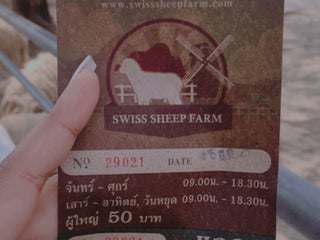 www.swisssheepfarm.com
SWISS SHEEP FARM
Nº 29021 DATE
จันทร์ - ศุกร์ 09.00น. - 18.30น.
เสาร์ - อาทิตย์, วันหยุด 09.00น. - 18.30น.
ผู้ใหญ่ 50 บาท